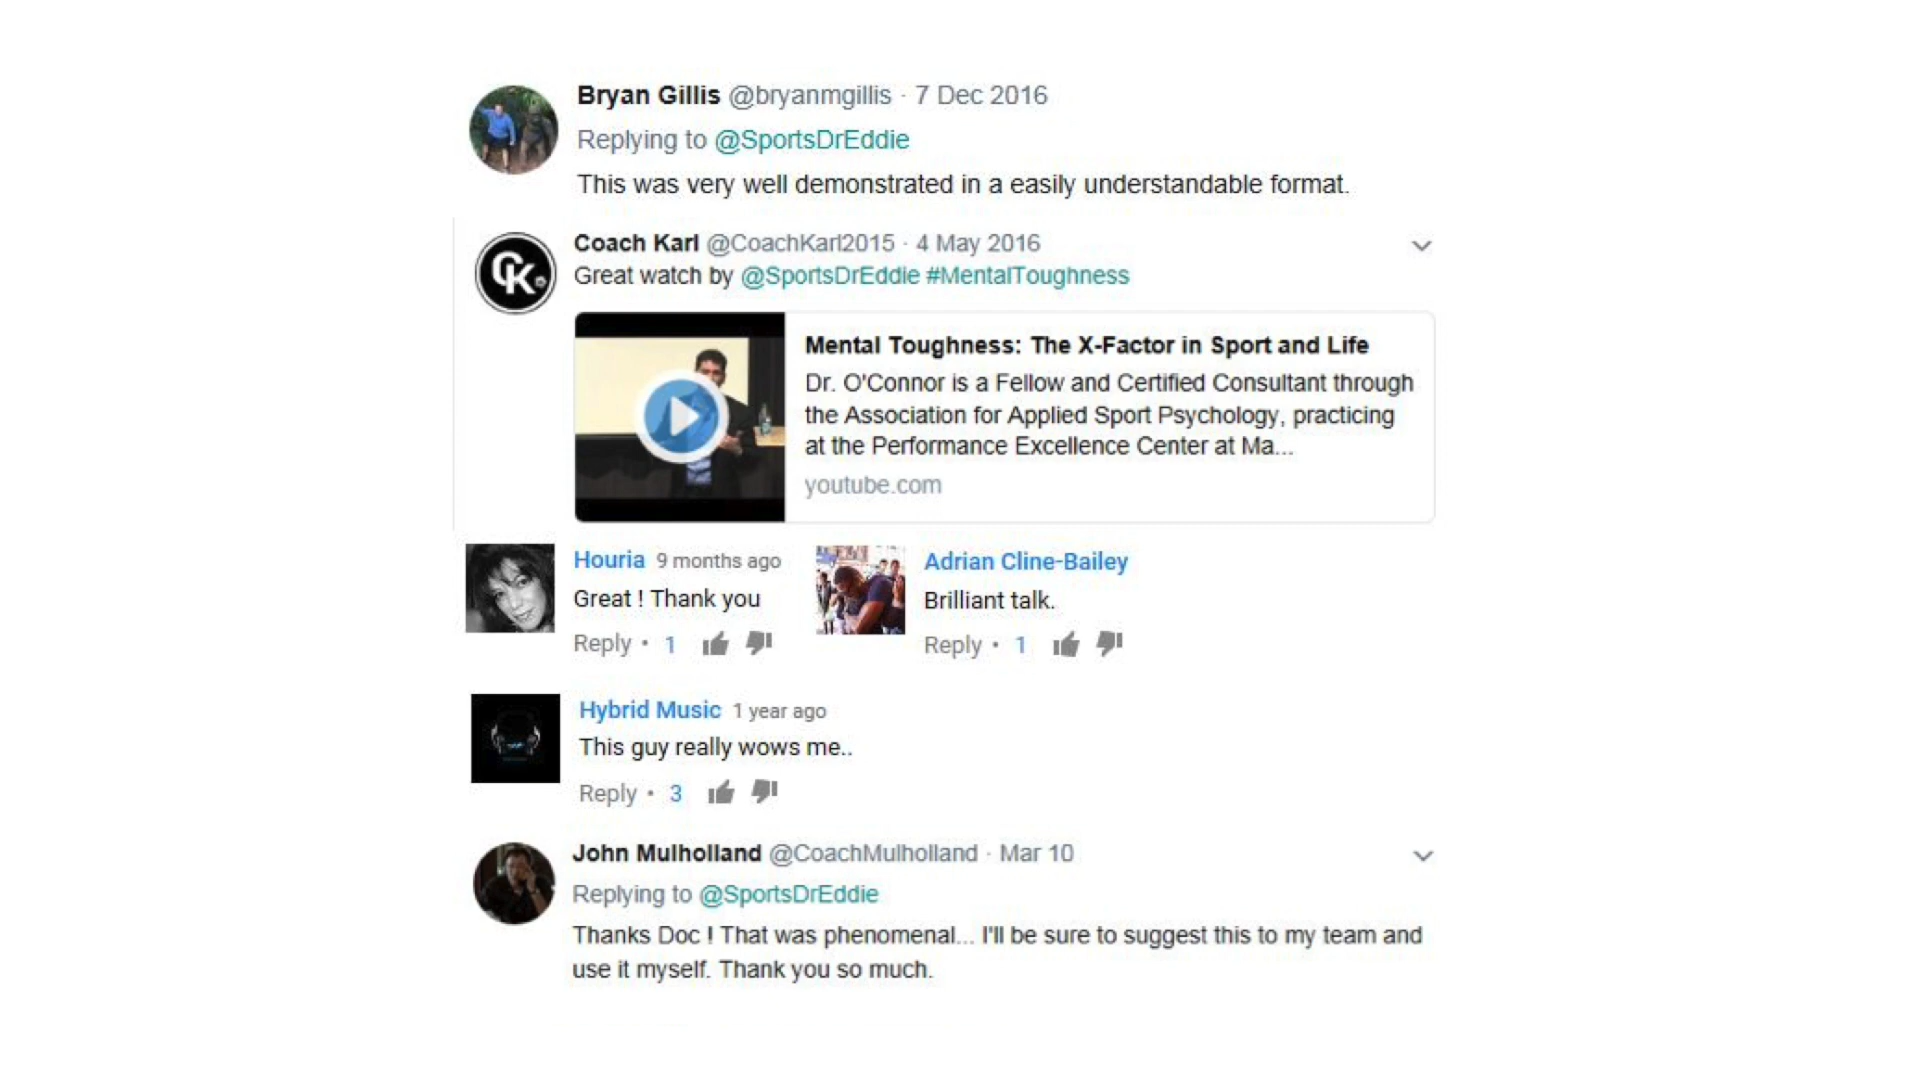 Bryan Gillis @bryanmgillis · 7 Dec 2016
Replying to @SportsDrEddie
This was very well demonstrated in a easily understandable format.
Coach Karl @CoachKarl2015 · 4 May 2016
Great watch by @SportsDrEddie #MentalToughness
CK
Mental Toughness: The X-Factor in Sport and Life
Dr. O'Connor is a Fellow and Certified Consultant through
the Association for Applied Sport Psychology, practicing
at the Performance Excellence Center at Ma...
youtube.com
Houria 9 months ago
Great ! Thank you
Reply • 1
Adrian Cline-Bailey
Brilliant talk.
Reply • 1
Hybrid Music 1 year ago
This guy really wows me..
Reply • 3
John Mulholland @CoachMulholland · Mar 10
Replying to @SportsDrEddie
Thanks Doc ! That was phenomenal... I'll be sure to suggest this to my team and
use it myself. Thank you so much.